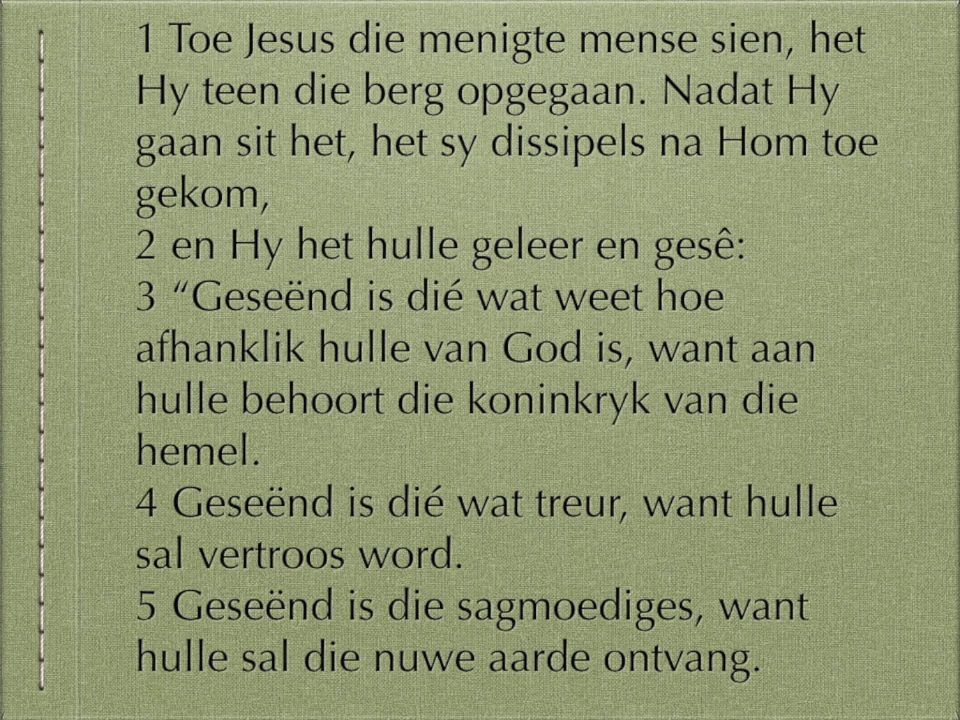 1 Toe Jesus die menigte mense sien, het
Hy teen die berg opgegaan. Nadat Hy
gaan sit het, het sy dissipels na Hom toe
gekom,
2 en Hy het hulle geleer en gesê:
3 “Geseënd is dié wat weet hoe
afhanklik hulle van God is, want aan
hulle behoort die koninkryk van die
hemel.
4 Geseënd is dié wat treur, want hulle
sal vertroos word.
5 Geseënd is die sagmoediges, want
hulle sal die nuwe aarde ontvang.